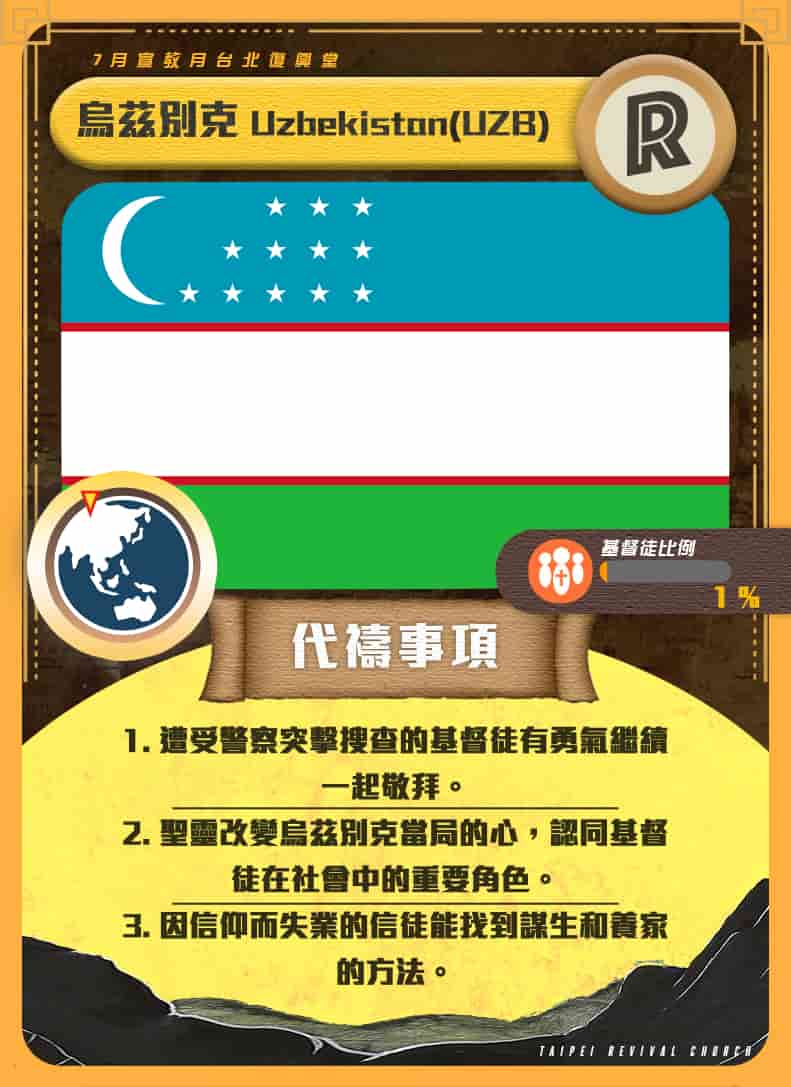 7月宣教月台北復興堂
烏茲別克 Uzbekistan(UZB)
R
基督徒比例
1 %
代禱事項
1. 遭受警察突擊搜查的基督徒有勇氣繼續
一起敬拜。
2. 聖靈改變烏茲別克當局的心，認同基督
徒在社會中的重要角色。
3. 因信仰而失業的信徒能找到謀生和養家
的方法。
TAIPEI REVIVAL CHURCH